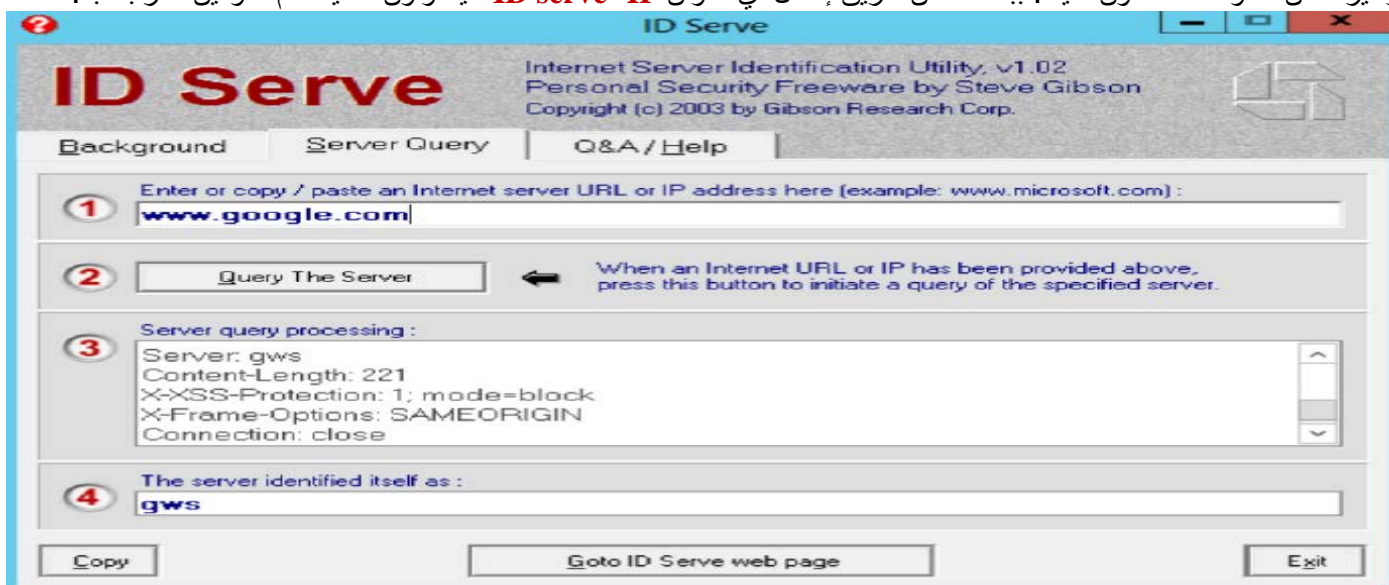 ID serve IP
ID Serve
ID Serve
Internet Server Identification Utility, v1.02
Personal Security Freeware by Steve Gibson
Copyright (c) 2003 by Gibson Research Corp.
Background
Server Query
Q&A / Help
Enter or copy / paste an Internet server URL or IP address here (example: www.microsoft.com) :
1
www.google.com
2
Query The Server
When an Internet URL or IP has been provided above,
press this button to initiate a query of the specified server.
Server query processing :
3
Server: gws
Content-Length: 221
X-XSS-Protection: 1; mode=block
X-Frame-Options: SAMEORIGIN
Connection: close
The server identified itself as :
4
gws
Copy
Goto ID Serve web page
Exit